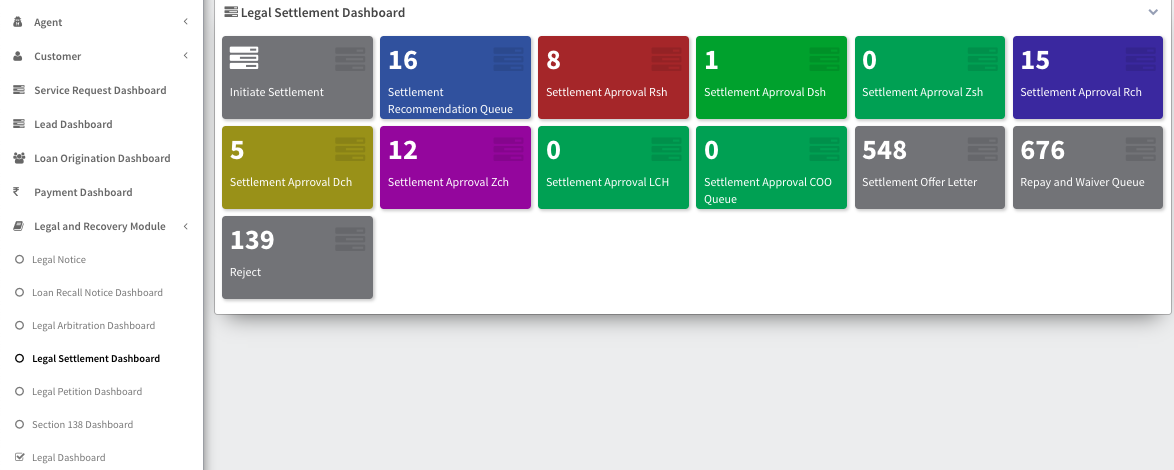 Agent
Customer
Service Request Dashboard
Lead Dashboard
Loan Origination Dashboard
₹ Payment Dashboard
Legal and Recovery Module
Legal Notice
Loan Recall Notice Dashboard
Legal Arbitration Dashboard
Legal Settlement Dashboard
Legal Petition Dashboard
Section 138 Dashboard
Legal Dashboard
Legal Settlement Dashboard
Initiate Settlement
16
Settlement
Recommendation Queue
8
Settlement Aprroval Rsh
1
Settlement Aprroval Dsh
0
Settlement Aprroval Zsh
15
Settlement Aprroval Rch
5
Settlement Aprroval Dch
12
Settlement Aprroval Zch
0
Settlement Aprroval LCH
0
Settlement Approval COO
Queue
548
Settlement Offer Letter
676
Repay and Waiver Queue
139
Reject